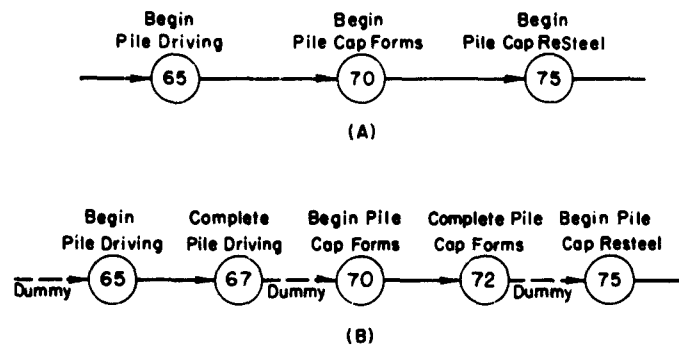 Begin Begin Begin
Pile Driving Pile Cap Forms Pile Cap ReSteel
65 70 75
(A)
Begin Complete Begin Pile Complete Pile Begin Pile
Pile Driving Pile Driving Cap Forms Cap Forms Cap Resteel
65 67 70 72 75
Dummy Dummy Dummy
(B)